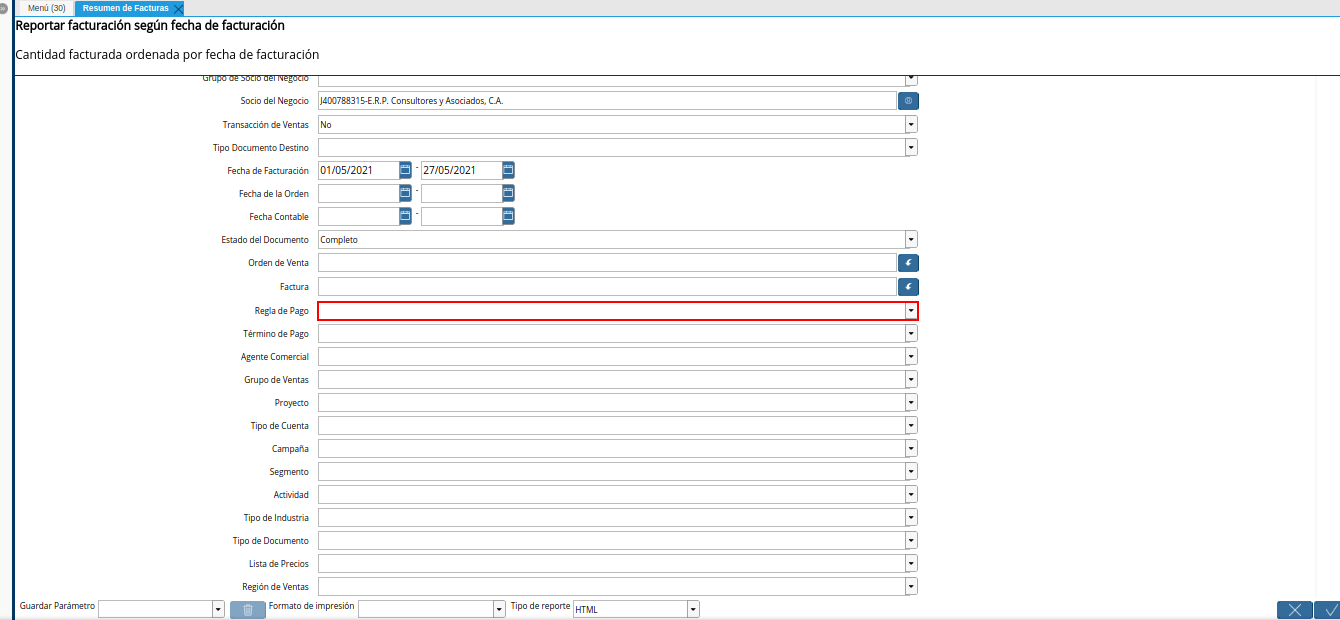 Menú (30) Resumen de Facturas
Reportar facturación según fecha de facturación
Cantidad facturada ordenada por fecha de facturación
Grupo de Socio del Negocio
Socio del Negocio J400788315-E.R.P. Consultores y Asociados, C.A.
Transacción de Ventas No
Tipo Documento Destino
Fecha de Facturación 01/05/2021 - 27/05/2021
Fecha de la Orden -
Fecha Contable -
Estado del Documento Completo
Orden de Venta
Factura
Regla de Pago
Término de Pago
Agente Comercial
Grupo de Ventas
Proyecto
Tipo de Cuenta
Campaña
Segmento
Actividad
Tipo de Industria
Tipo de Documento
Lista de Precios
Región de Ventas
Guardar Parámetro Formato de impresión Tipo de reporte HTML